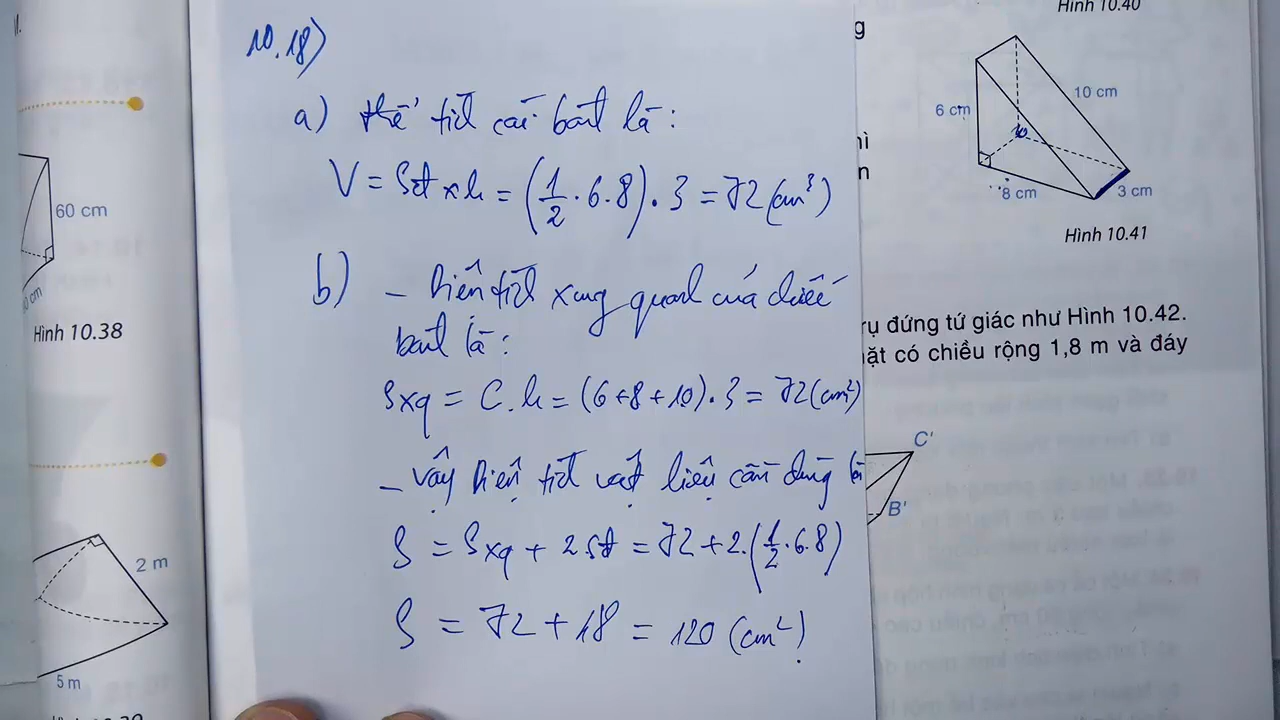 10.18)
a) Thể tích cái bánh là:
V = Sđ x h = (1/2 . 6.8) . 3 = 72 (cm³)
b) - Diện tích xung quanh của chiếc
bánh là:
Sxq = C.h = (6+8+10).3 = 72 (cm²)
- Vậy diện tích vật liệu cần dùng là
S = Sxq + 2Sđ = 72 + 2.(1/2 . 6.8)
S = 72 + 48 = 120 (cm²)
60 cm
Hình 10.38
2 m
5 m
Hình 10.40
6 cm
10 cm
8 cm
3 cm
Hình 10.41
trụ đứng tứ giác như Hình 10.42.
mặt có chiều rộng 1,8 m và đáy
C'
B'